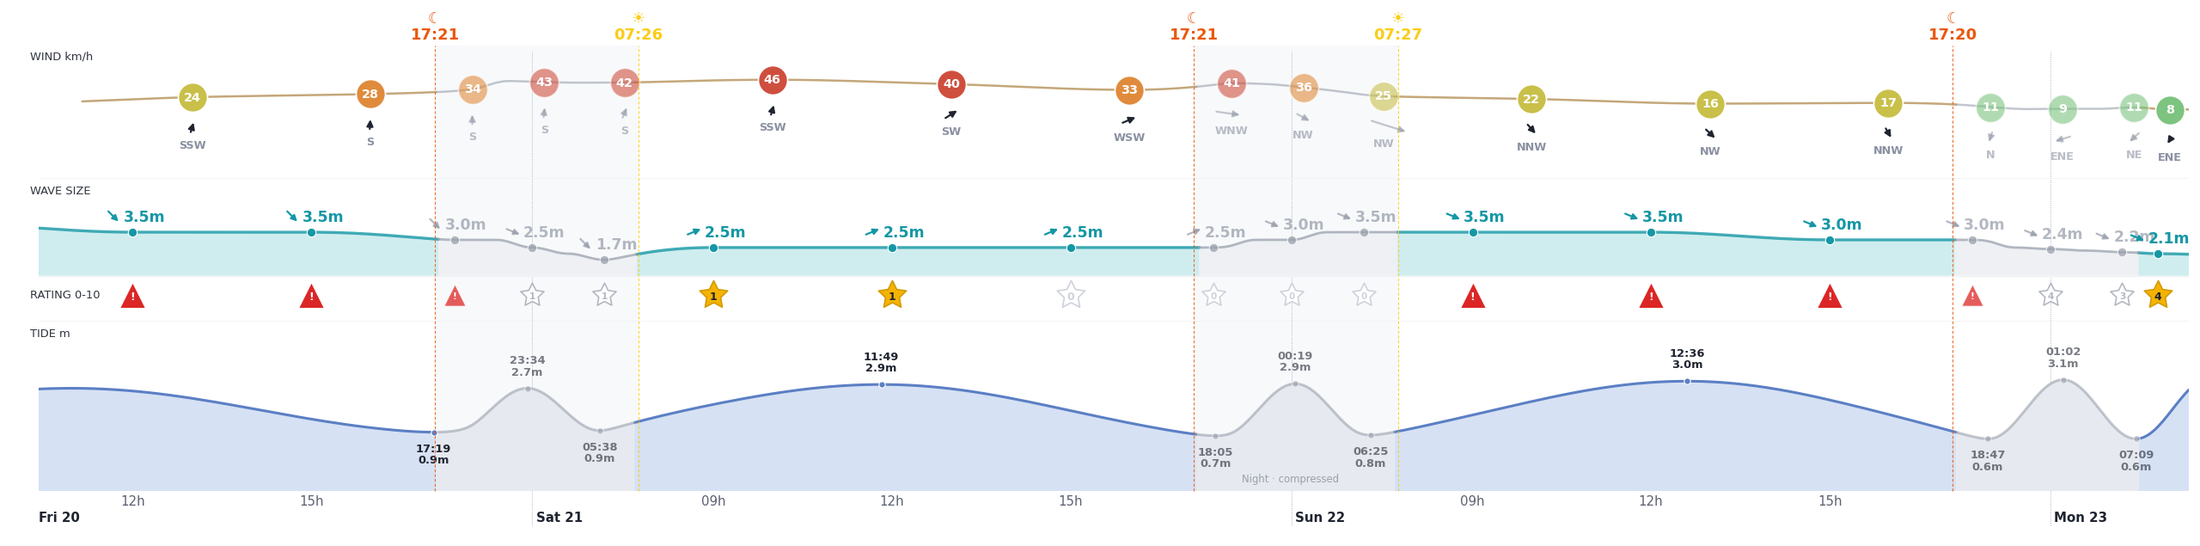 ☾ ☀ ☾ ☀ ☾
17:21 07:26 17:21 07:27 17:20
WIND km/h
24 28 34 43 42 46 40 33 41 36 25 22 16 17 11 9 11 8
SSW S S S S SSW SW WSW WNW NW NW NNW NW NNW N ENE NE ENE
WAVE SIZE
3.5m 3.5m 3.0m 2.5m 1.7m 2.5m 2.5m 2.5m 2.5m 3.0m 3.5m 3.5m 3.5m 3.0m 3.0m 2.4m 2.2m 2.1m
RATING 0-10 ! ! ! 1 1 1 1 0 0 0 0 ! ! ! ! 4 3 4
TIDE m
23:34 11:49 00:19 12:36 01:02
2.7m 2.9m 2.9m 3.0m 3.1m
17:19 05:38 18:05 06:25 18:47 07:09
0.9m 0.9m 0.7m 0.8m 0.6m 0.6m
Night · compressed
12h 15h 09h 12h 15h 09h 12h 15h
Fri 20 Sat 21 Sun 22 Mon 23